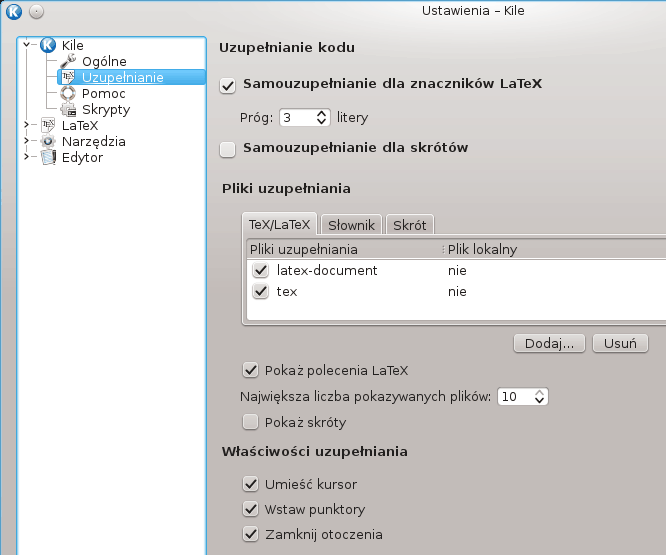 Ustawienia – Kile
Kile
Ogólne
Uzupełnianie
Pomoc
Skrypty
LaTeX
Narzędzia
Edytor
Uzupełnianie kodu
Samouzupełnianie dla znaczników LaTeX
Próg: 3 litery
Samouzupełnianie dla skrótów
Pliki uzupełniania
TeX/LaTeX Słownik Skrót
Pliki uzupełniania Plik lokalny
latex-document nie
tex nie
Dodaj... Usuń
Pokaż polecenia LaTeX
Największa liczba pokazywanych plików: 10
Pokaż skróty
Właściwości uzupełniania
Umieść kursor
Wstaw punktory
Zamknij otoczenia